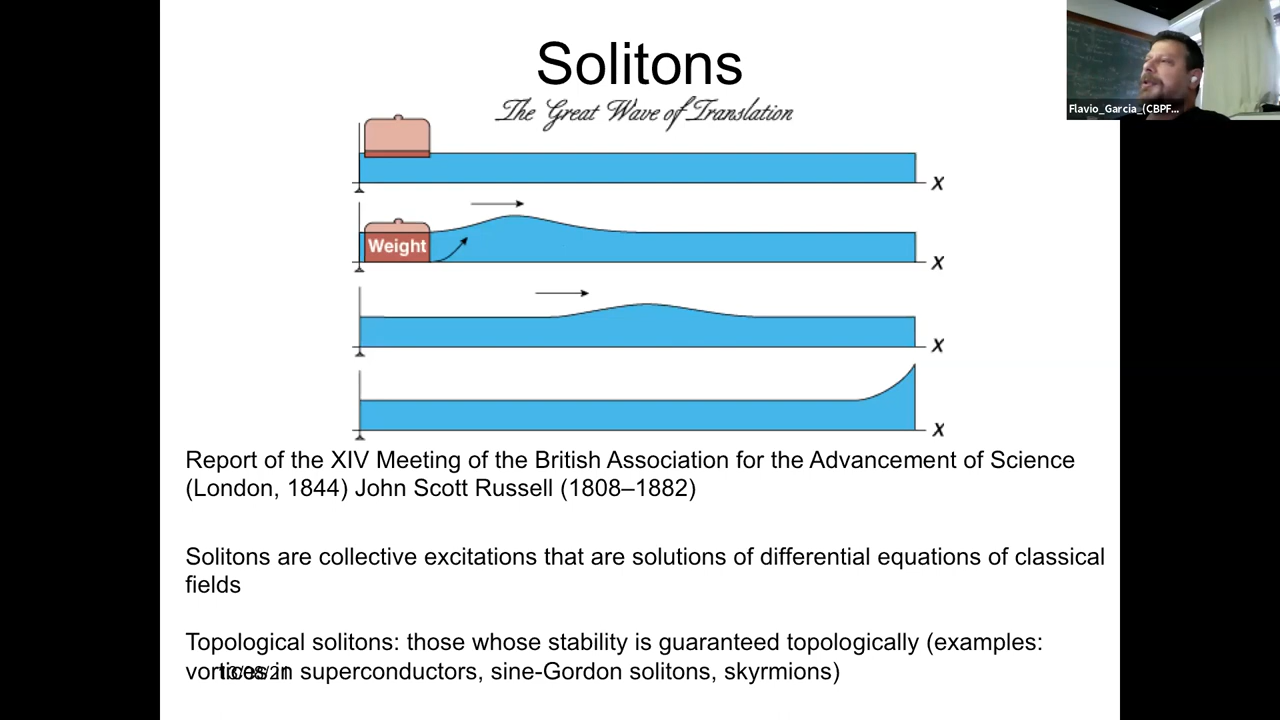 Solitons
The Great Wave of Translation
Flavio_Garcia_(CBPF...
X
Weight
X
X
X
Report of the XIV Meeting of the British Association for the Advancement of Science
(London, 1844) John Scott Russell (1808–1882)
Solitons are collective excitations that are solutions of differential equations of classical
fields
Topological solitons: those whose stability is guaranteed topologically (examples:
vortices in superconductors, sine-Gordon solitons, skyrmions)